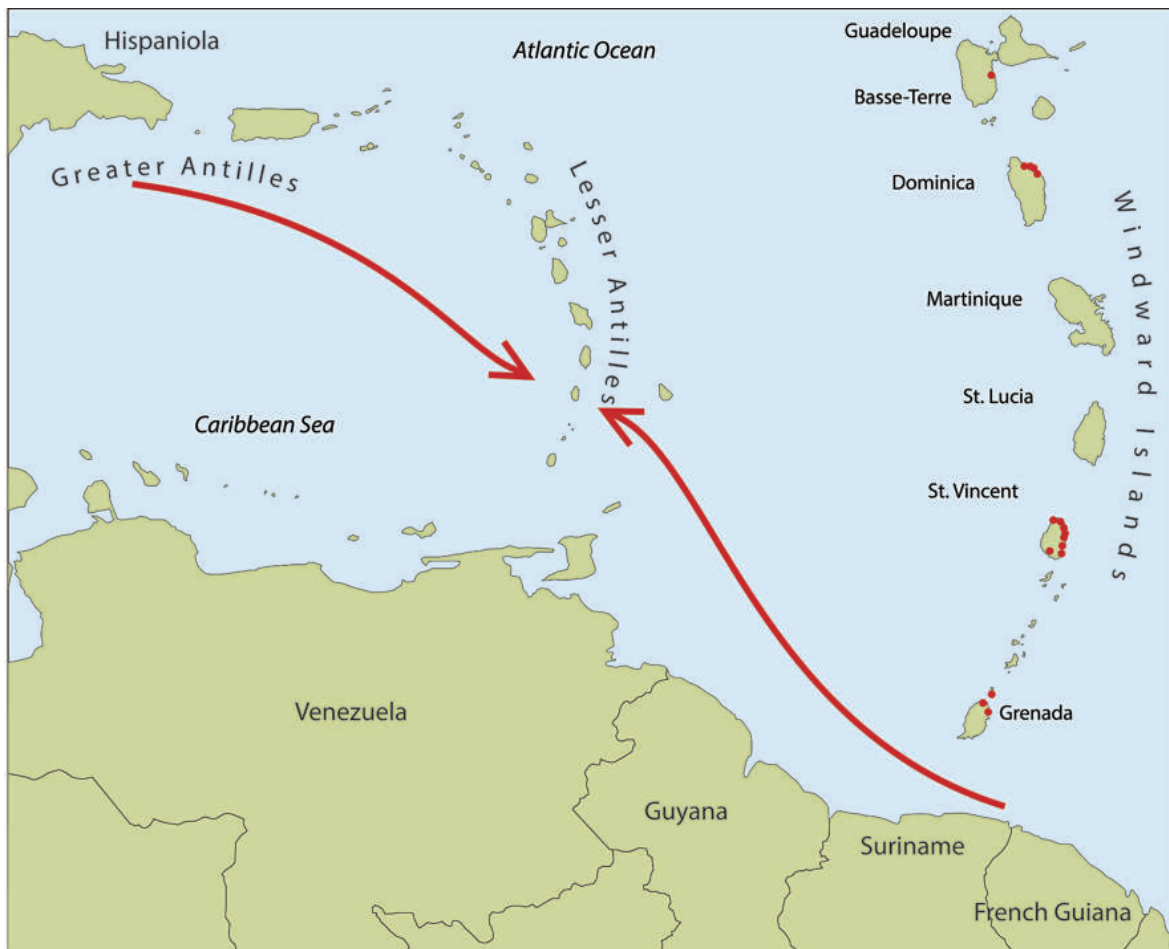 Hispaniola
Atlantic Ocean
Guadeloupe
Basse-Terre
Greater Antilles
Lesser Antilles
Dominica
Windward Islands
Martinique
St. Lucia
Caribbean Sea
St. Vincent
Venezuela
Grenada
Guyana
Suriname
French Guiana